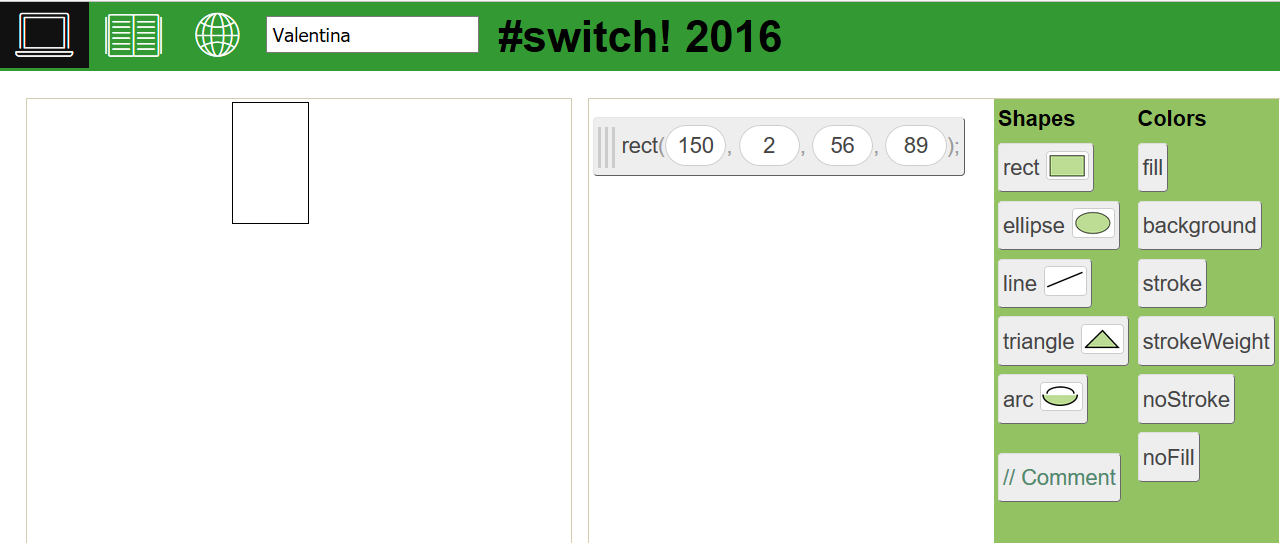 Valentina
#switch! 2016
rect(150, 2, 56, 89);
Shapes
rect
ellipse
line
triangle
arc
// Comment
Colors
fill
background
stroke
strokeWeight
noStroke
noFill